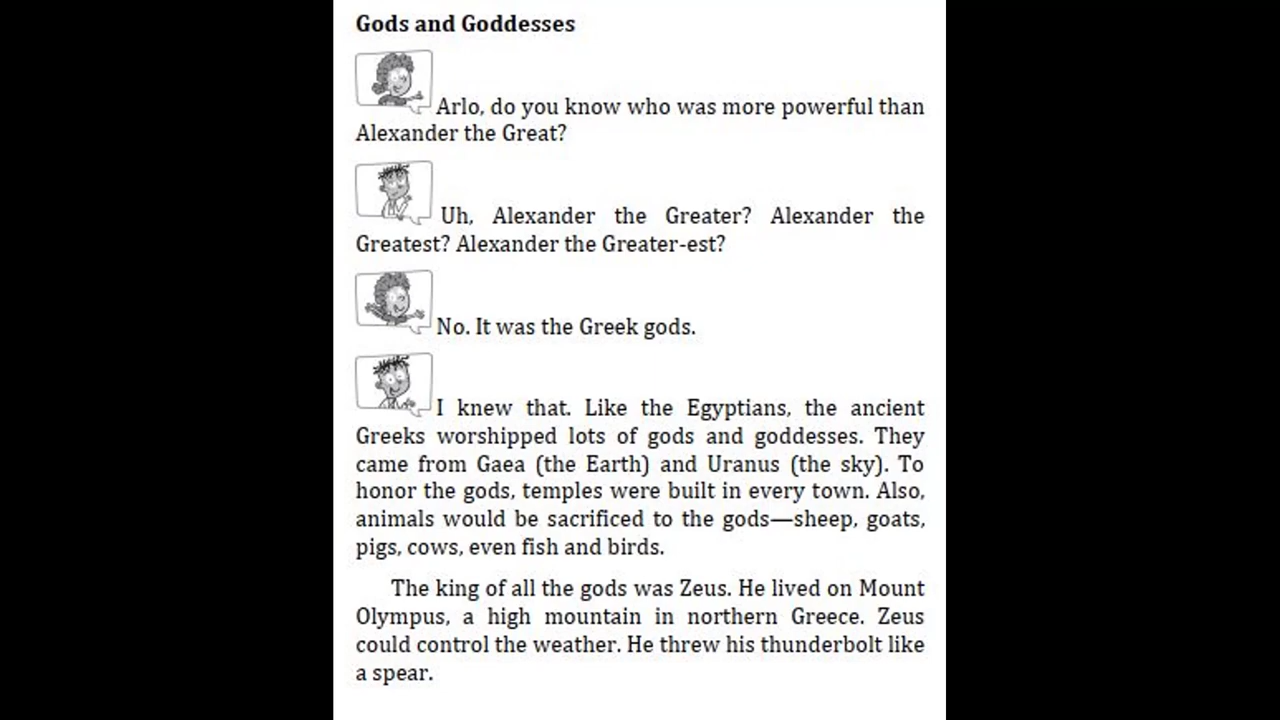 Gods and Goddesses
Arlo, do you know who was more powerful than
Alexander the Great?
Uh, Alexander the Greater? Alexander the
Greatest? Alexander the Greater-est?
No. It was the Greek gods.
I knew that. Like the Egyptians, the ancient
Greeks worshipped lots of gods and goddesses. They
came from Gaea (the Earth) and Uranus (the sky). To
honor the gods, temples were built in every town. Also,
animals would be sacrificed to the gods—sheep, goats,
pigs, cows, even fish and birds.
The king of all the gods was Zeus. He lived on Mount
Olympus, a high mountain in northern Greece. Zeus
could control the weather. He threw his thunderbolt like
a spear.